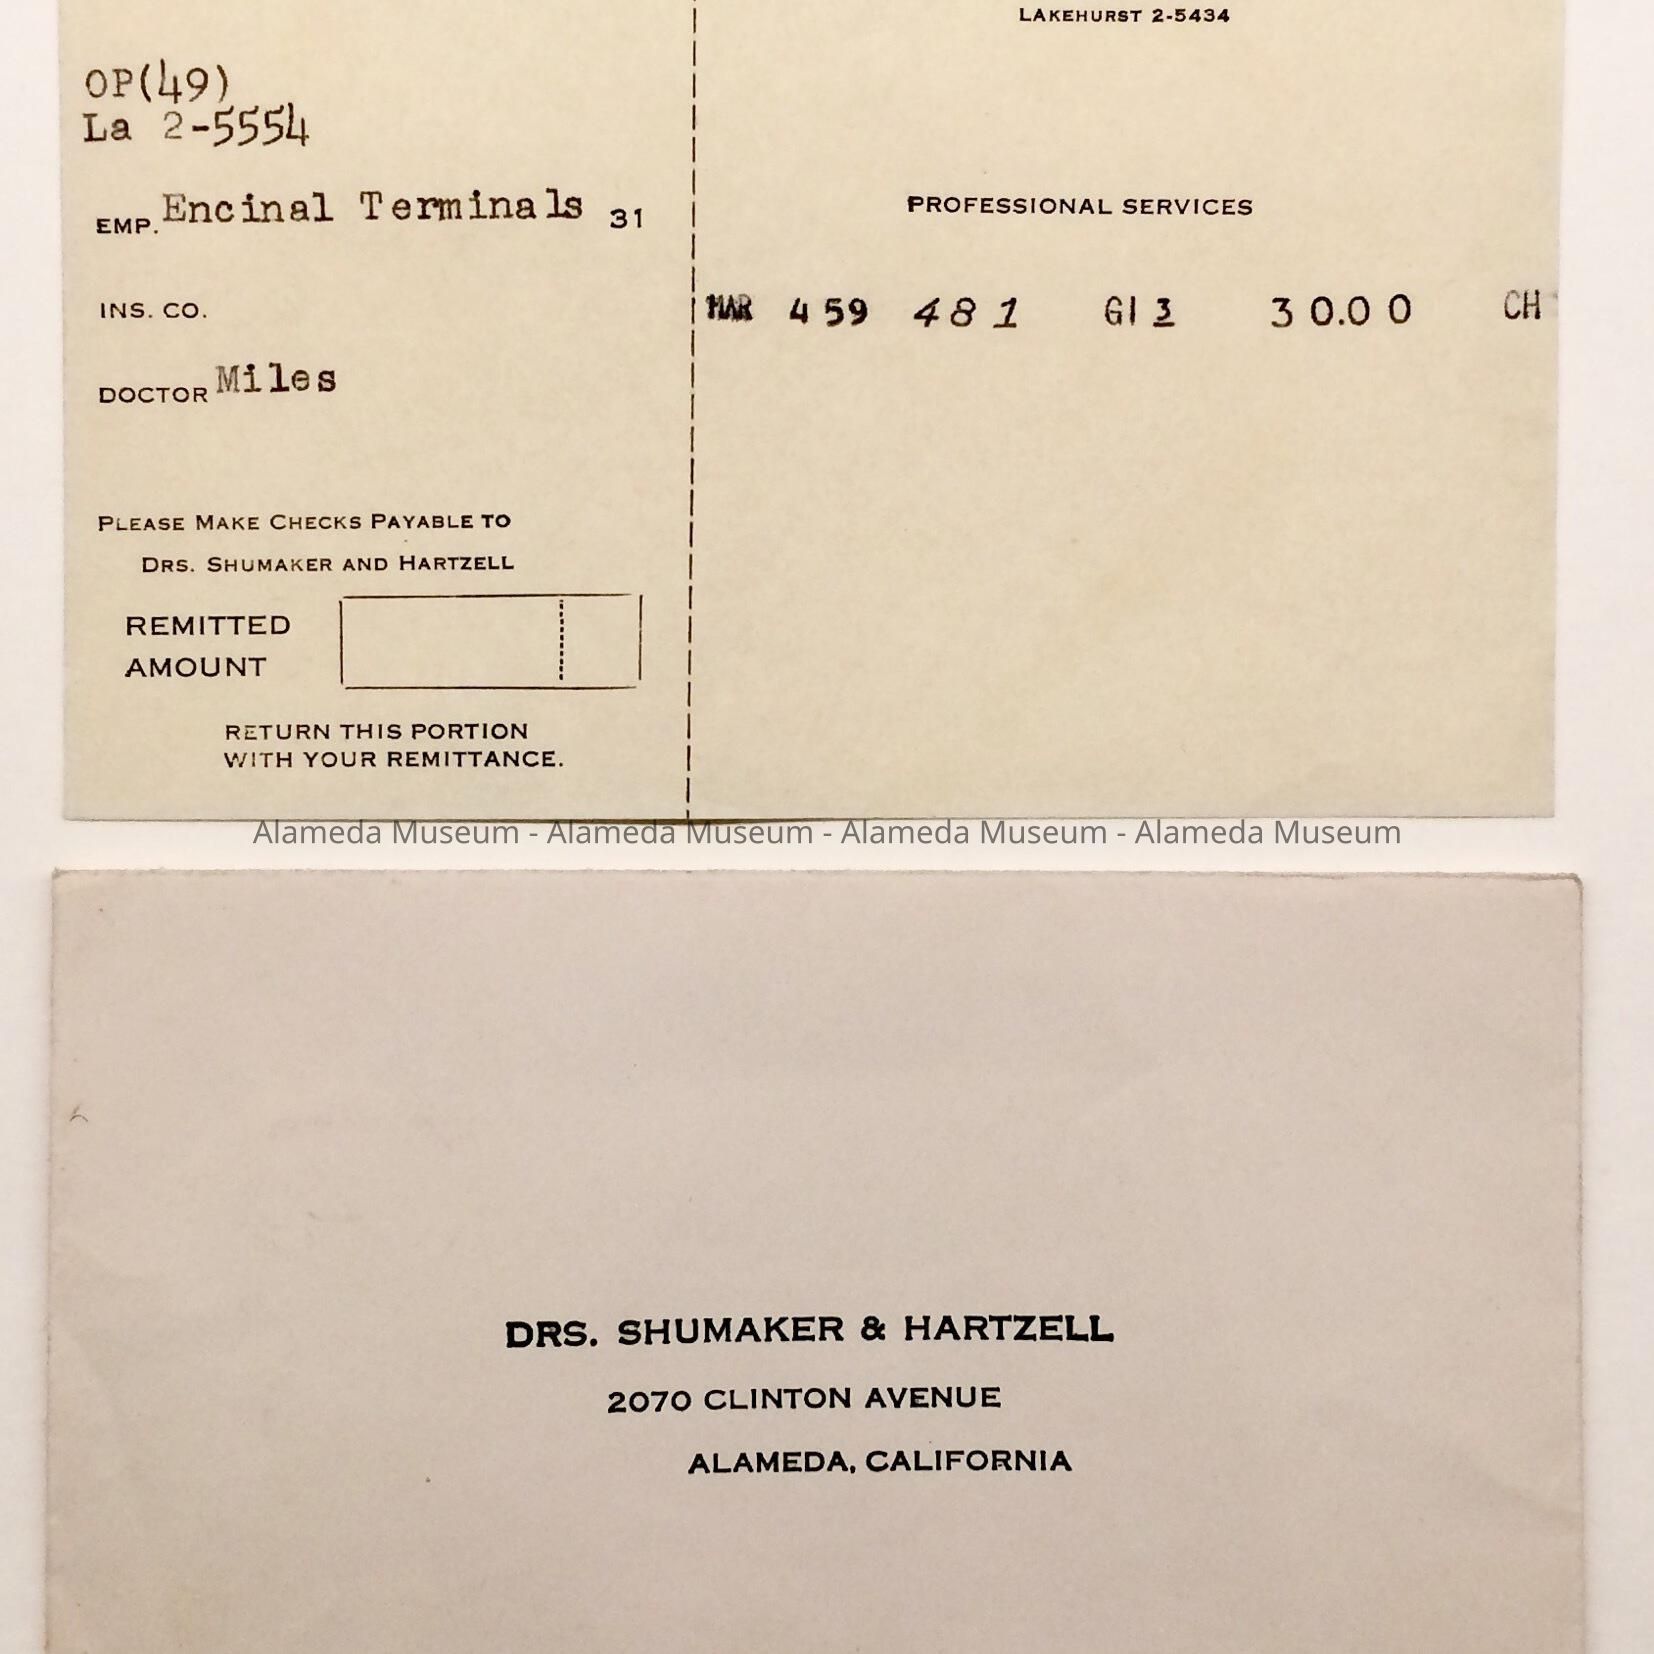 LAKEHURST 2-5434
OP(49)
La 2-5554
EMP. Encinal Terminals 31
PROFESSIONAL SERVICES
INS. CO.
MAR 4 59 481 GI 3 30.00 CH
DOCTOR Miles
PLEASE MAKE CHECKS PAYABLE TO
DRS. SHUMAKER AND HARTZELL
REMITTED
AMOUNT
RETURN THIS PORTION
WITH YOUR REMITTANCE.
Alameda Museum - Alameda Museum - Alameda Museum - Alameda Museum
DRS. SHUMAKER & HARTZELL
2070 CLINTON AVENUE
ALAMEDA, CALIFORNIA